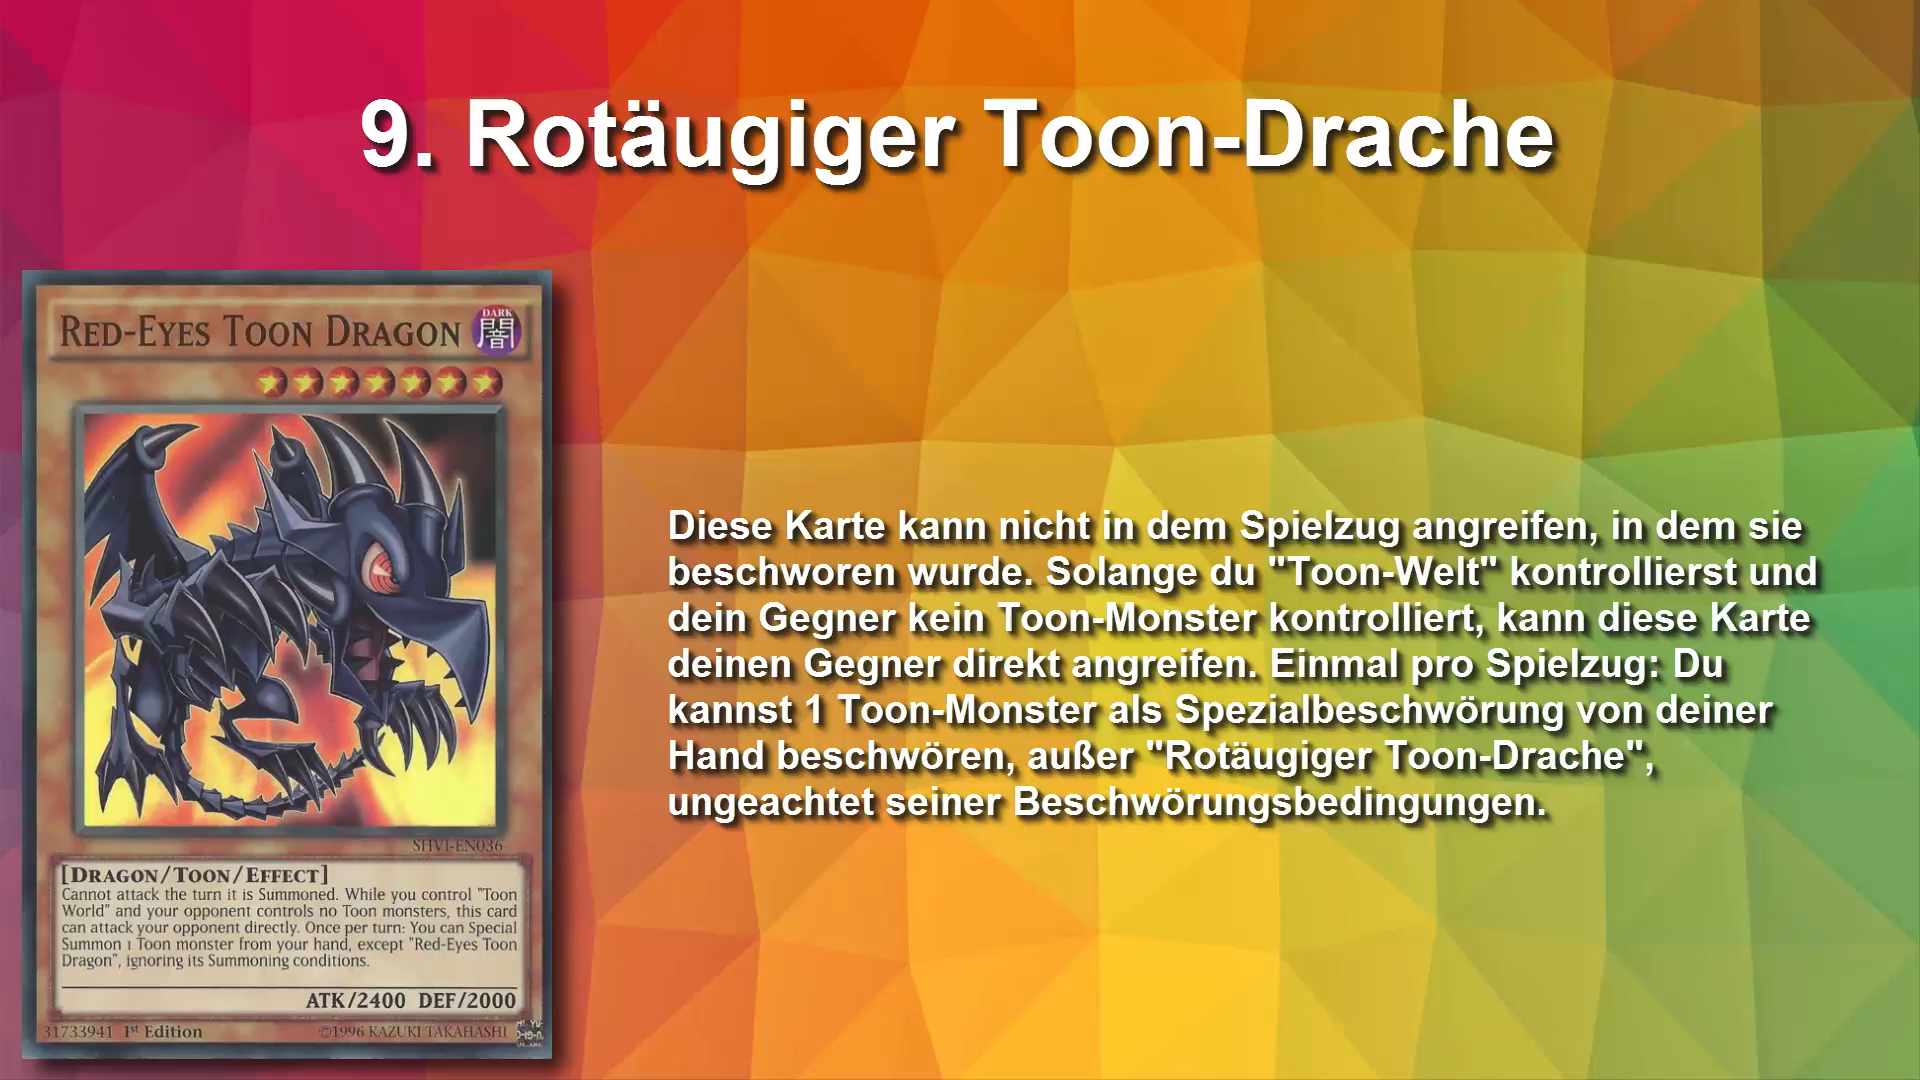 9. Rotäugiger Toon-Drache
RED-EYES TOON DRAGON
DARK
闇
SHVI-EN036
[DRAGON/TOON/EFFECT]
Cannot attack the turn it is Summoned. While you control "Toon
World" and your opponent controls no Toon monsters, this card
can attack your opponent directly. Once per turn: You can Special
Summon 1 Toon monster from your hand, except "Red-Eyes Toon
Dragon", ignoring its Summoning conditions.
ATK/2400 DEF/2000
31733941 1st Edition
©1996 KAZUKI TAKAHASHI
Diese Karte kann nicht in dem Spielzug angreifen, in dem sie
beschworen wurde. Solange du "Toon-Welt" kontrollierst und
dein Gegner kein Toon-Monster kontrolliert, kann diese Karte
deinen Gegner direkt angreifen. Einmal pro Spielzug: Du
kannst 1 Toon-Monster als Spezialbeschwörung von deiner
Hand beschwören, außer "Rotäugiger Toon-Drache",
ungeachtet seiner Beschwörungsbedingungen.